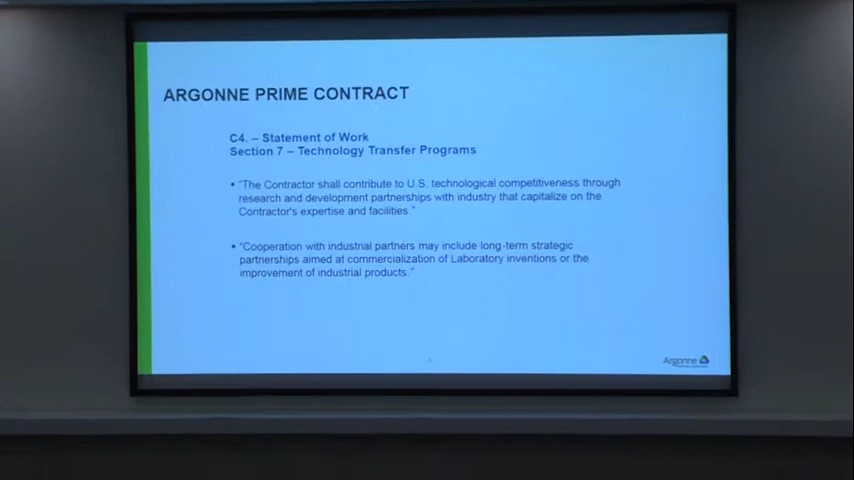 ARGONNE PRIME CONTRACT
C4. – Statement of Work
Section 7 – Technology Transfer Programs
▪ "The Contractor shall contribute to U.S. technological competitiveness through
research and development partnerships with industry that capitalize on the
Contractor's expertise and facilities."
▪ "Cooperation with industrial partners may include long-term strategic
partnerships aimed at commercialization of Laboratory inventions or the
improvement of industrial products."
Argonne